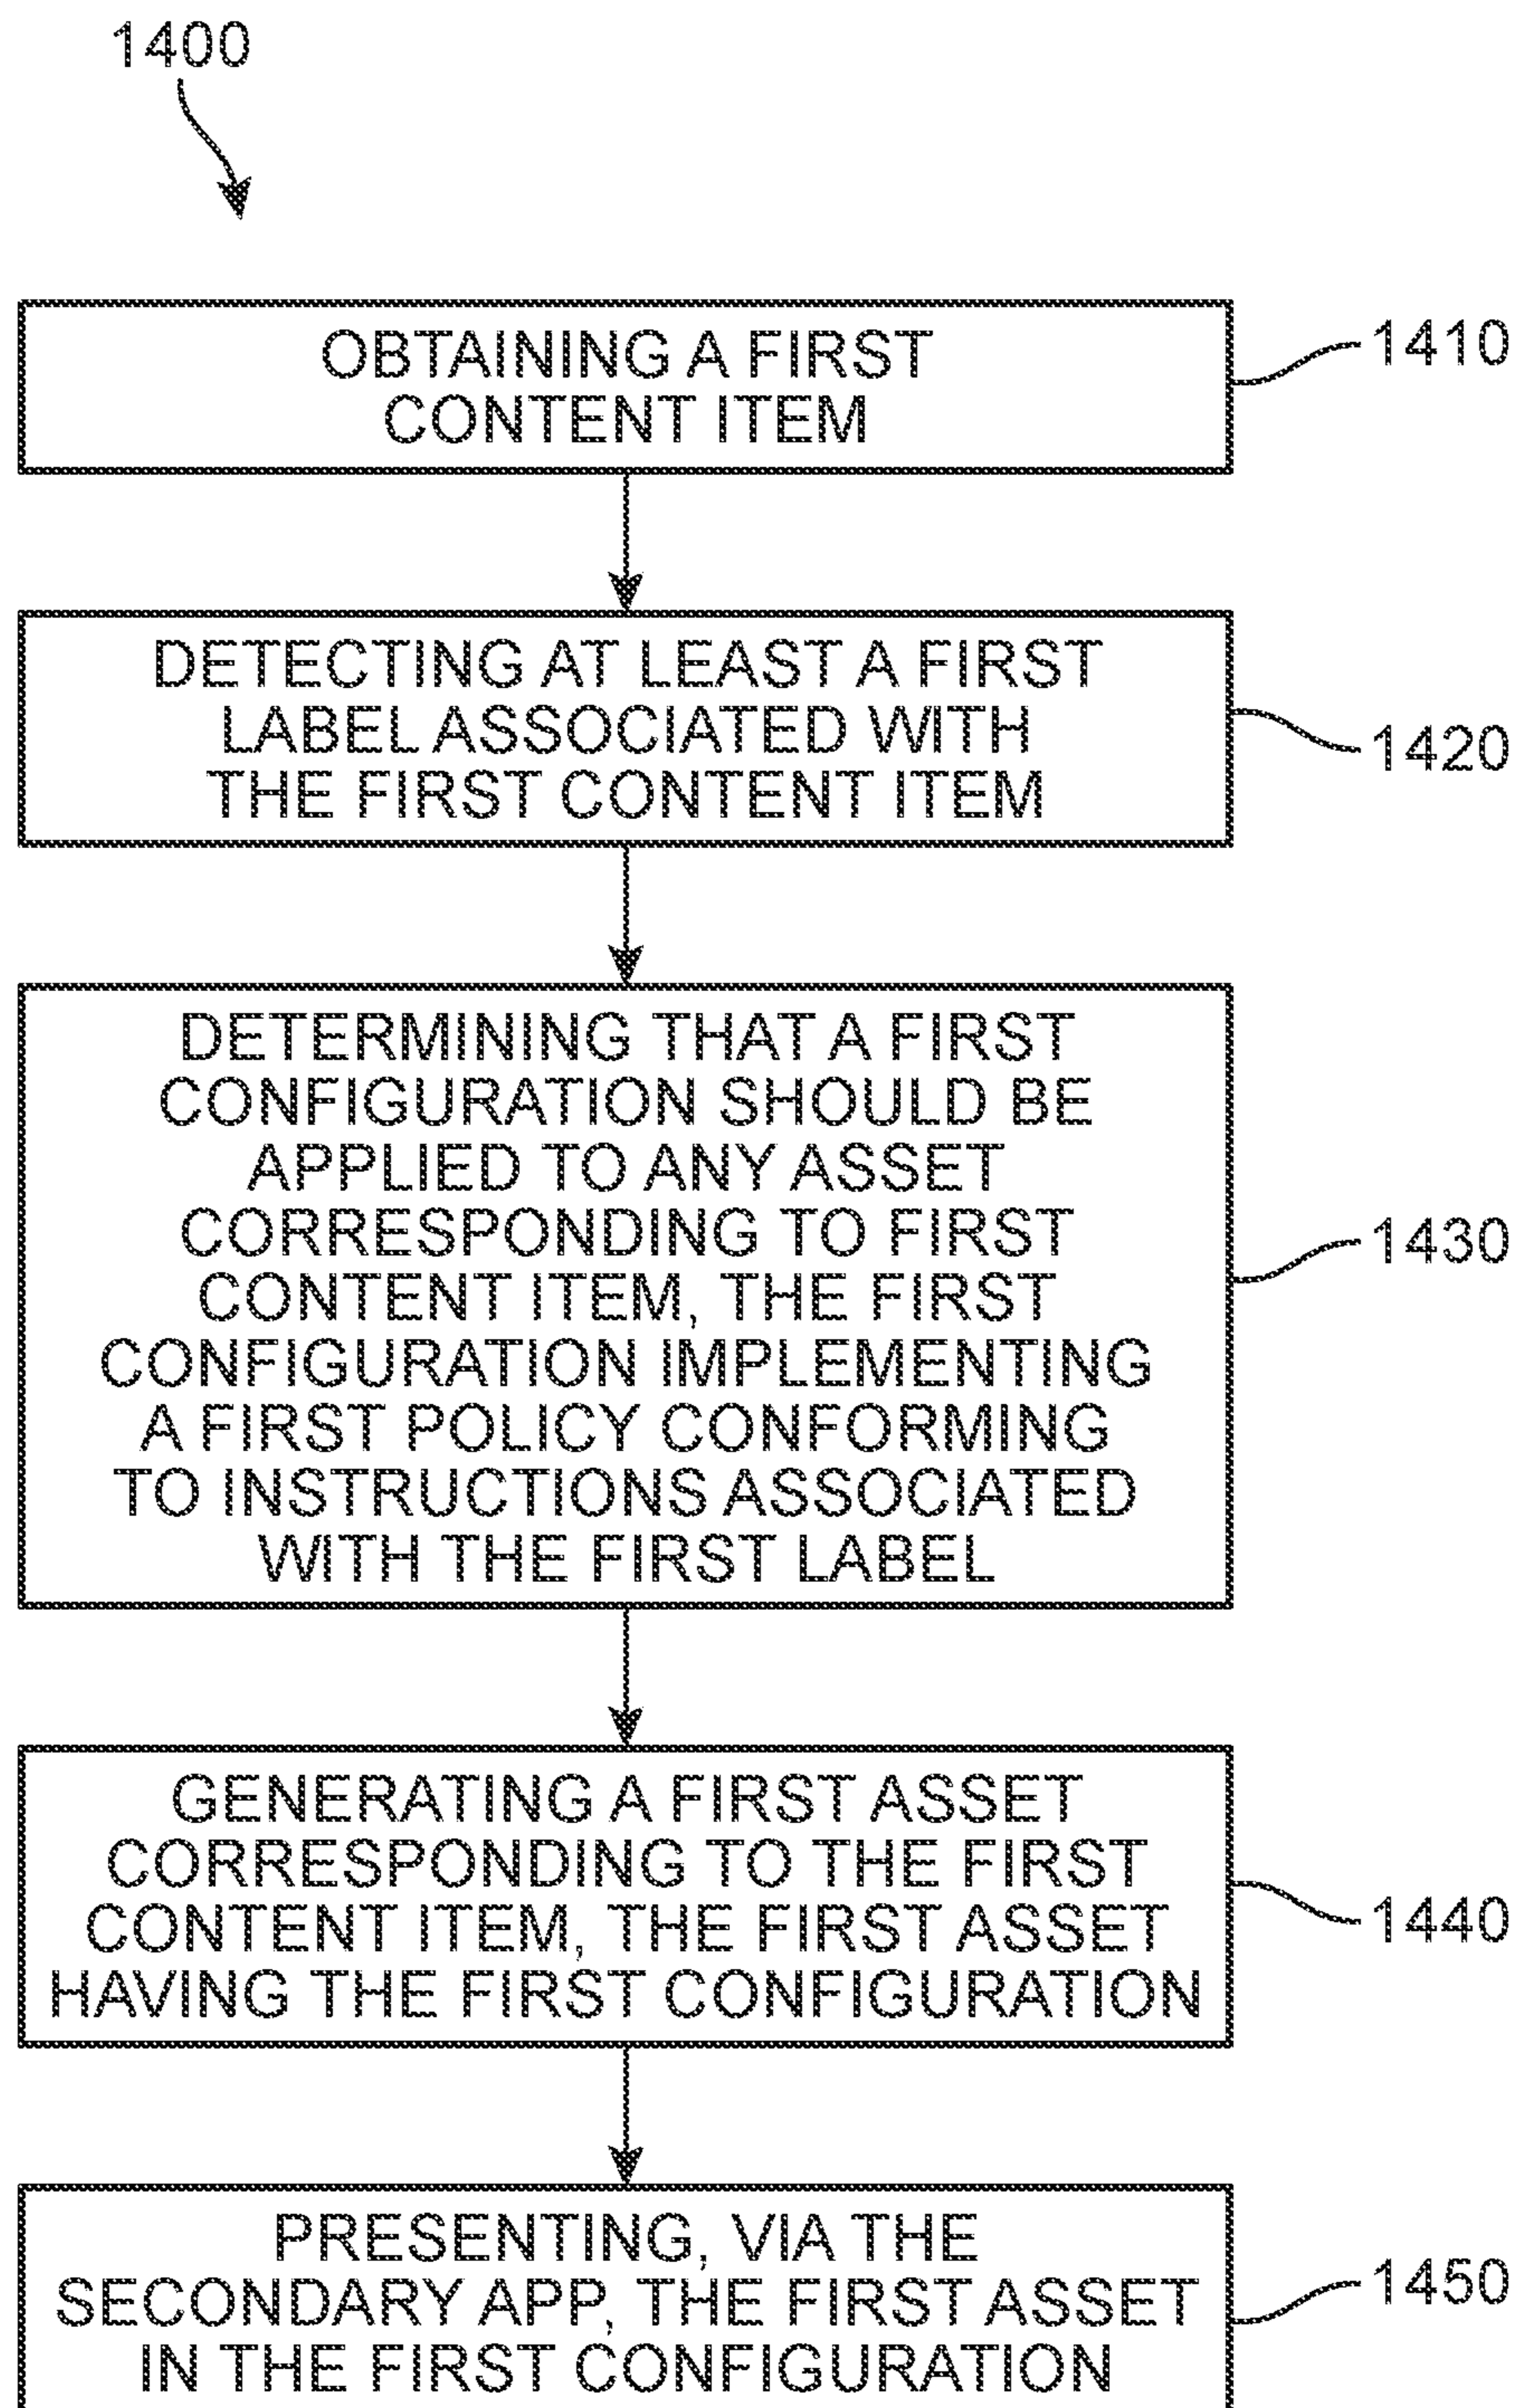 1400
OBTAINING A FIRST
CONTENT ITEM
1410
DETECTING AT LEAST A FIRST
LABEL ASSOCIATED WITH
THE FIRST CONTENT ITEM
1420
DETERMINING THAT A FIRST
CONFIGURATION SHOULD BE
APPLIED TO ANY ASSET
CORRESPONDING TO FIRST
CONTENT ITEM, THE FIRST
CONFIGURATION IMPLEMENTING
A FIRST POLICY CONFORMING
TO INSTRUCTIONS ASSOCIATED
WITH THE FIRST LABEL
1430
GENERATING A FIRST ASSET
CORRESPONDING TO THE FIRST
CONTENT ITEM, THE FIRST ASSET
HAVING THE FIRST CONFIGURATION
1440
PRESENTING, VIA THE
SECONDARY APP, THE FIRST ASSET
IN THE FIRST CONFIGURATION
1450